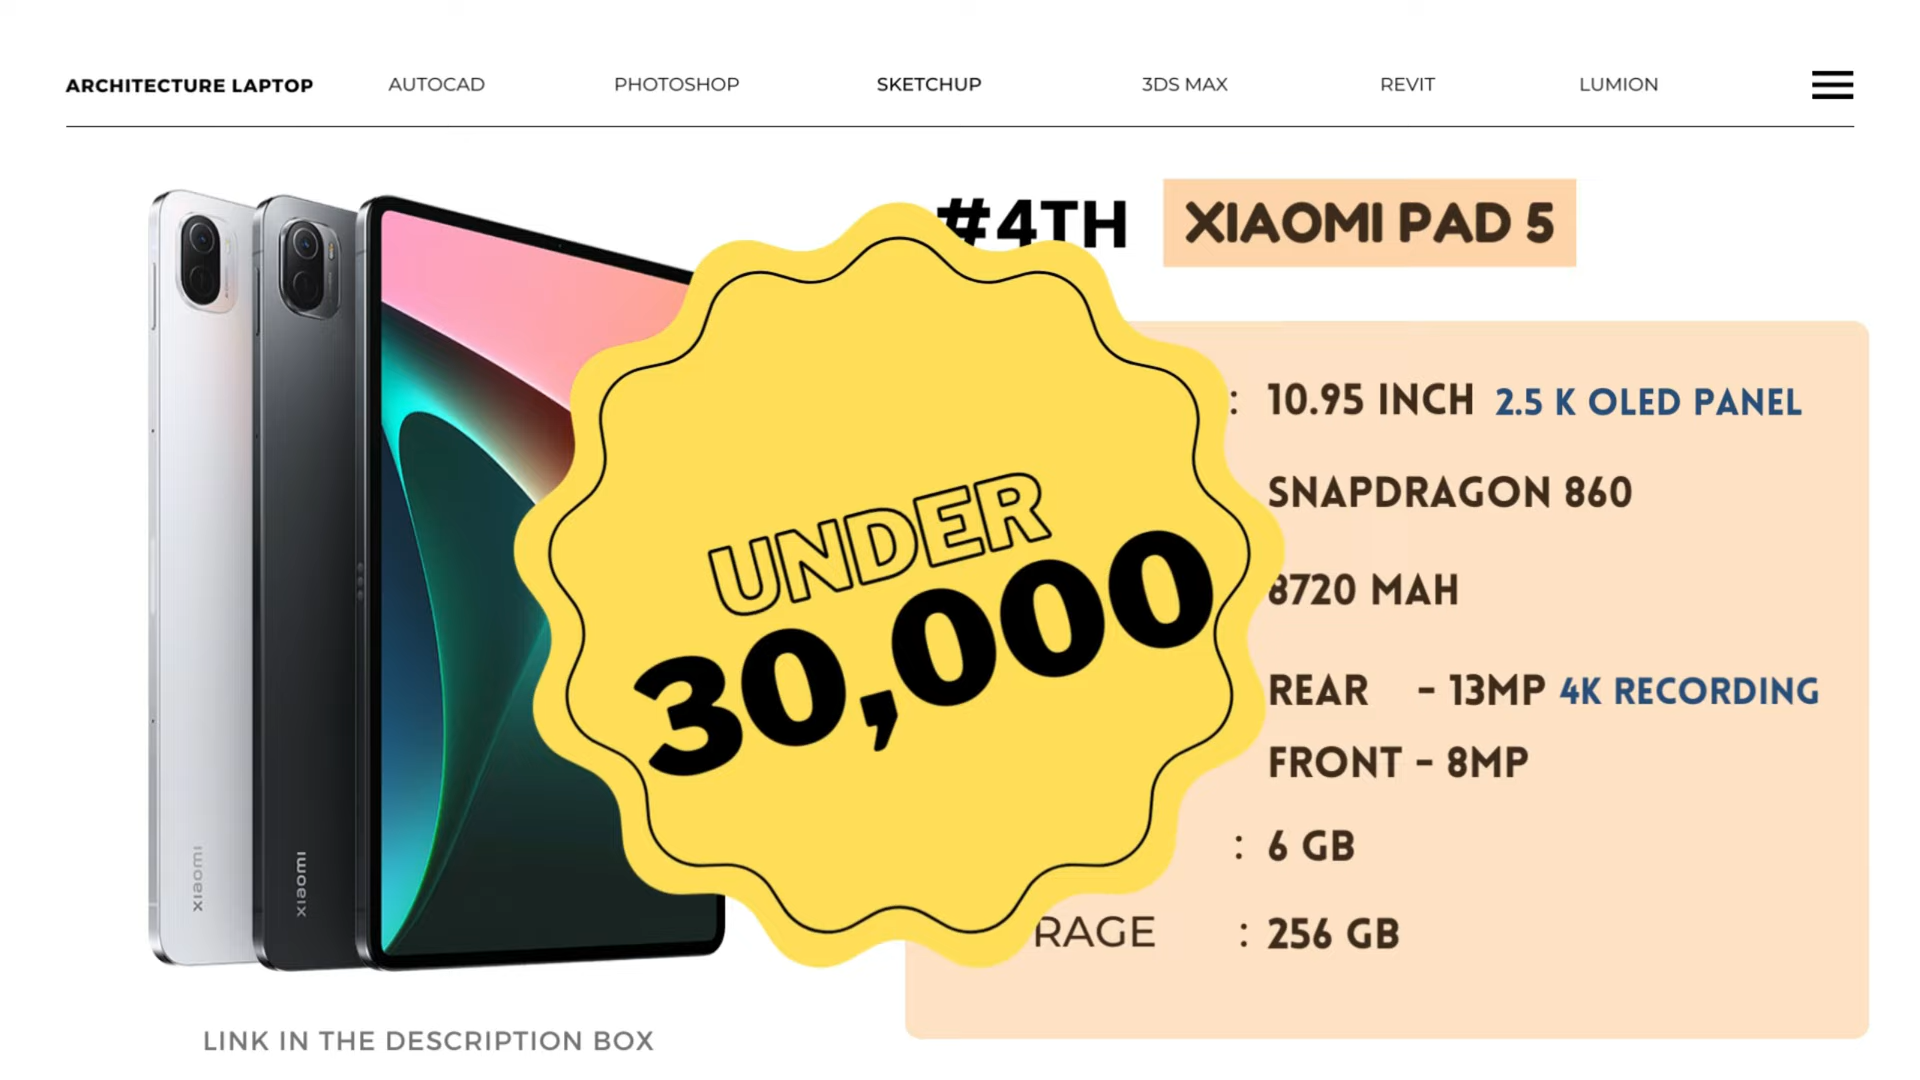 ARCHITECTURE LAPTOP AUTOCAD PHOTOSHOP SKETCHUP 3DS MAX REVIT LUMION
#4TH XIAOMI PAD 5
: 10.95 INCH 2.5 K OLED PANEL
SNAPDRAGON 860
8720 MAH
REAR - 13MP 4K RECORDING
FRONT - 8MP
: 6 GB
RAGE : 256 GB
UNDER
30,000
xiaomi
xiaomi
LINK IN THE DESCRIPTION BOX